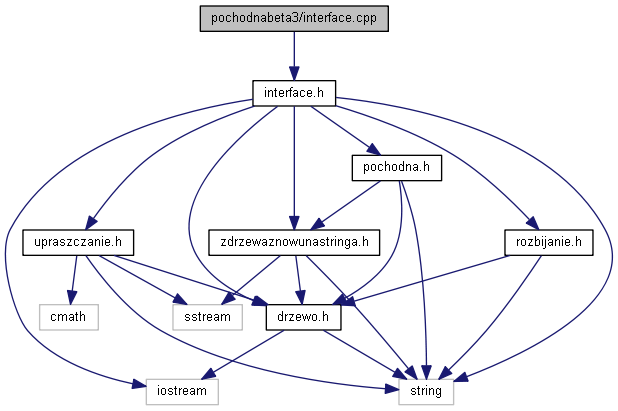 pochodnabeta3/interface.cpp
interface.h
pochodna.h
upraszczanie.h
zdrzewaznowunastringa.h
rozbijanie.h
cmath
sstream
drzewo.h
iostream
string